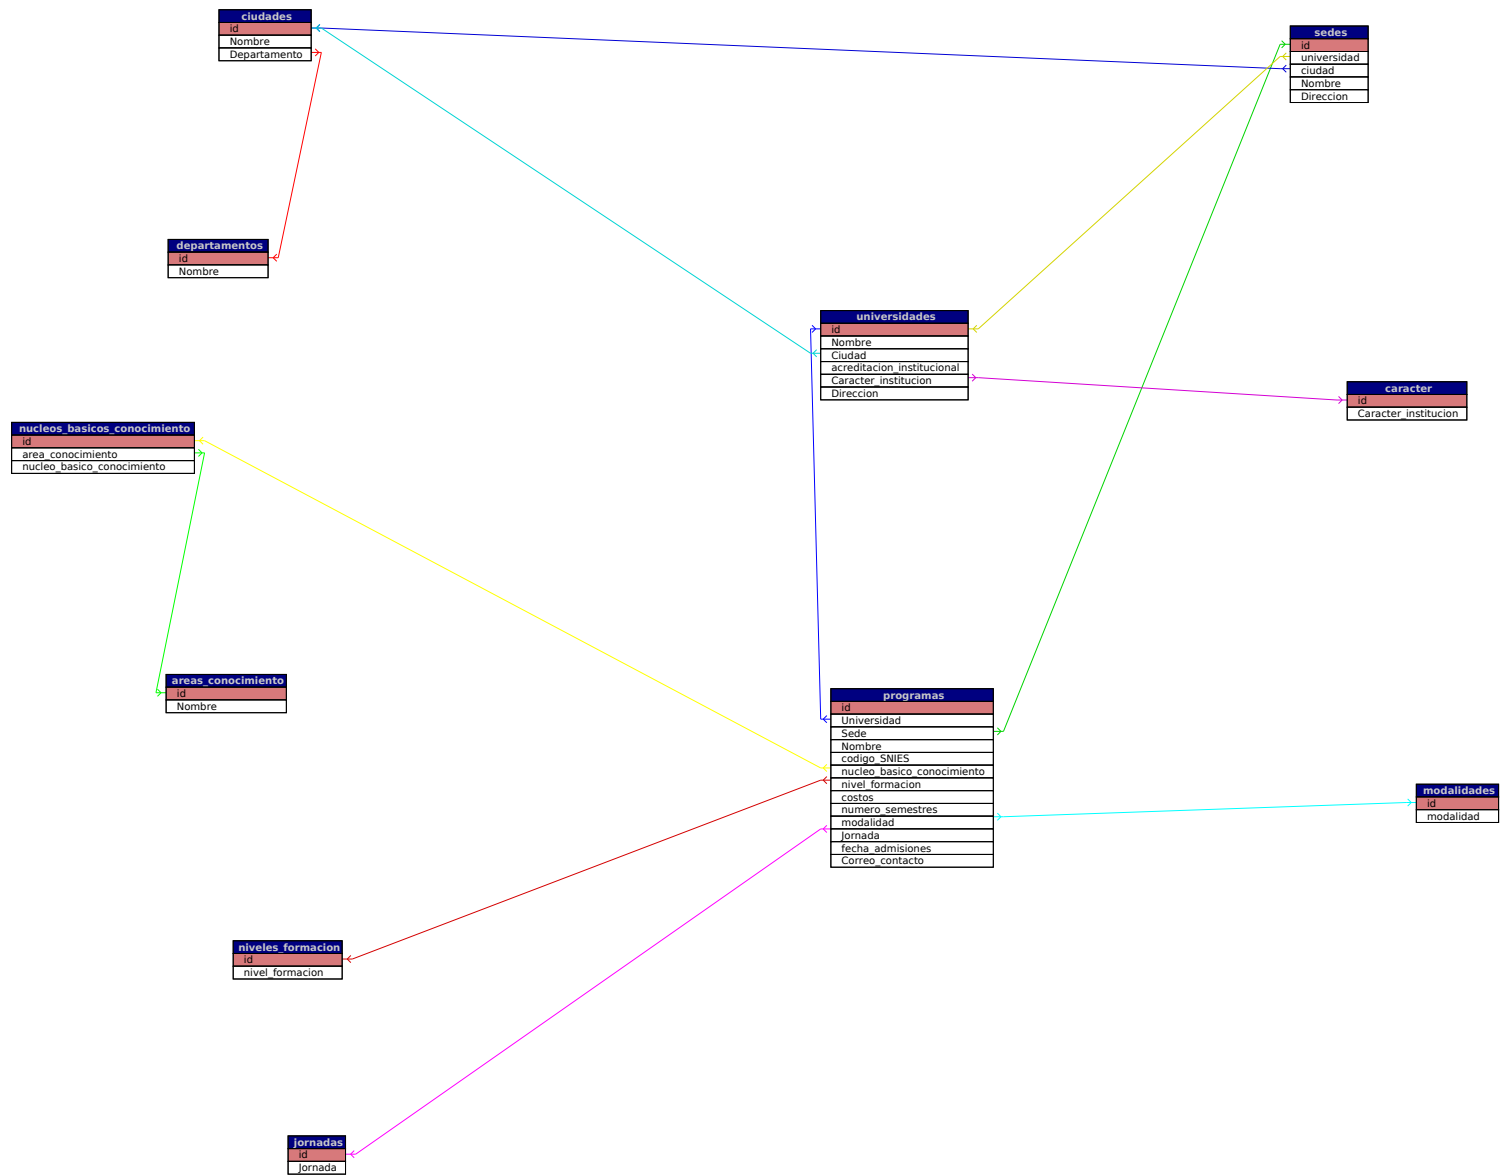 ciudades
id
Nombre
Departamento
sedes
id
universidad
ciudad
Nombre
Direccion
departamentos
id
Nombre
universidades
id
Nombre
Ciudad
acreditacion_institucional
Caracter_institucion
Direccion
caracter
id
Caracter_institucion
nucleos_basicos_conocimiento
id
area_conocimiento
nucleo_basico_conocimiento
areas_conocimiento
id
Nombre
programas
id
Universidad
Sede
Nombre
codigo_SNIES
nucleo_basico_conocimiento
nivel_formacion
costos
numero_semestres
modalidad
Jornada
fecha_admisiones
Correo_contacto
modalidades
id
modalidad
niveles_formacion
id
nivel_formacion
jornadas
id
Jornada